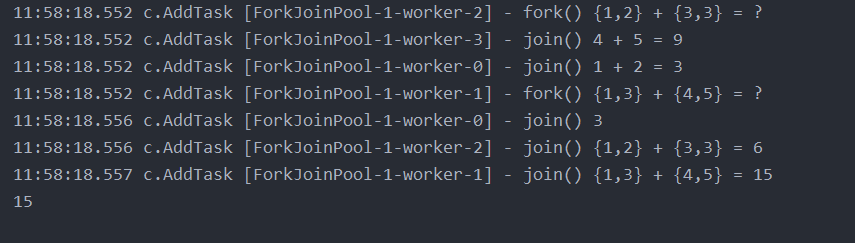 11:58:18.552 c.AddTask [ForkJoinPool-1-worker-2] - fork() {1,2} + {3,3} = ?
11:58:18.552 c.AddTask [ForkJoinPool-1-worker-3] - join() 4 + 5 = 9
11:58:18.552 c.AddTask [ForkJoinPool-1-worker-0] - join() 1 + 2 = 3
11:58:18.552 c.AddTask [ForkJoinPool-1-worker-1] - fork() {1,3} + {4,5} = ?
11:58:18.556 c.AddTask [ForkJoinPool-1-worker-0] - join() 3
11:58:18.556 c.AddTask [ForkJoinPool-1-worker-2] - join() {1,2} + {3,3} = 6
11:58:18.557 c.AddTask [ForkJoinPool-1-worker-1] - join() {1,3} + {4,5} = 15
15